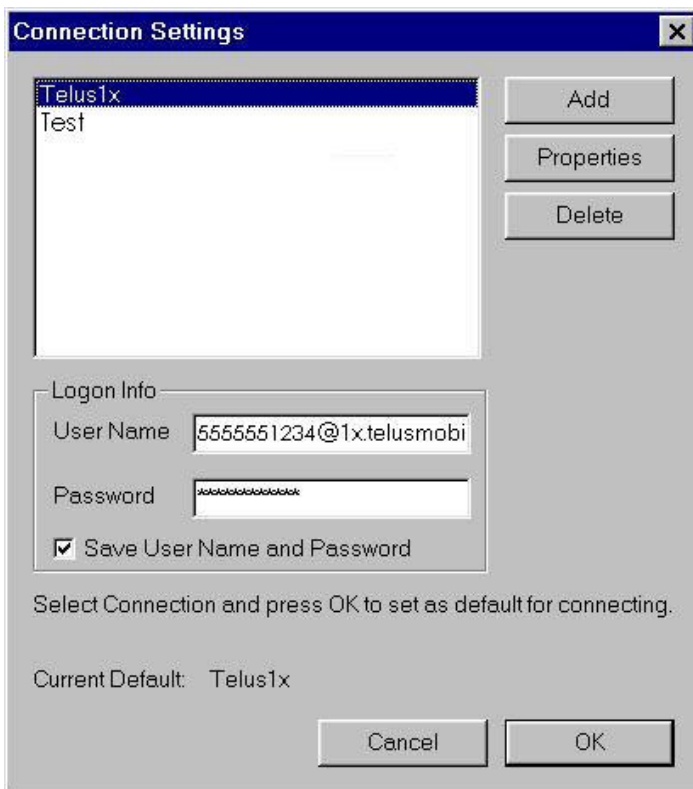 Connection Settings
Telus1x
Test
Add
Properties
Delete
Logon Info
User Name 5555551234@1x.telusmobi
Password *************
Save User Name and Password
Select Connection and press OK to set as default for connecting.
Current Default: Telus1x
Cancel OK